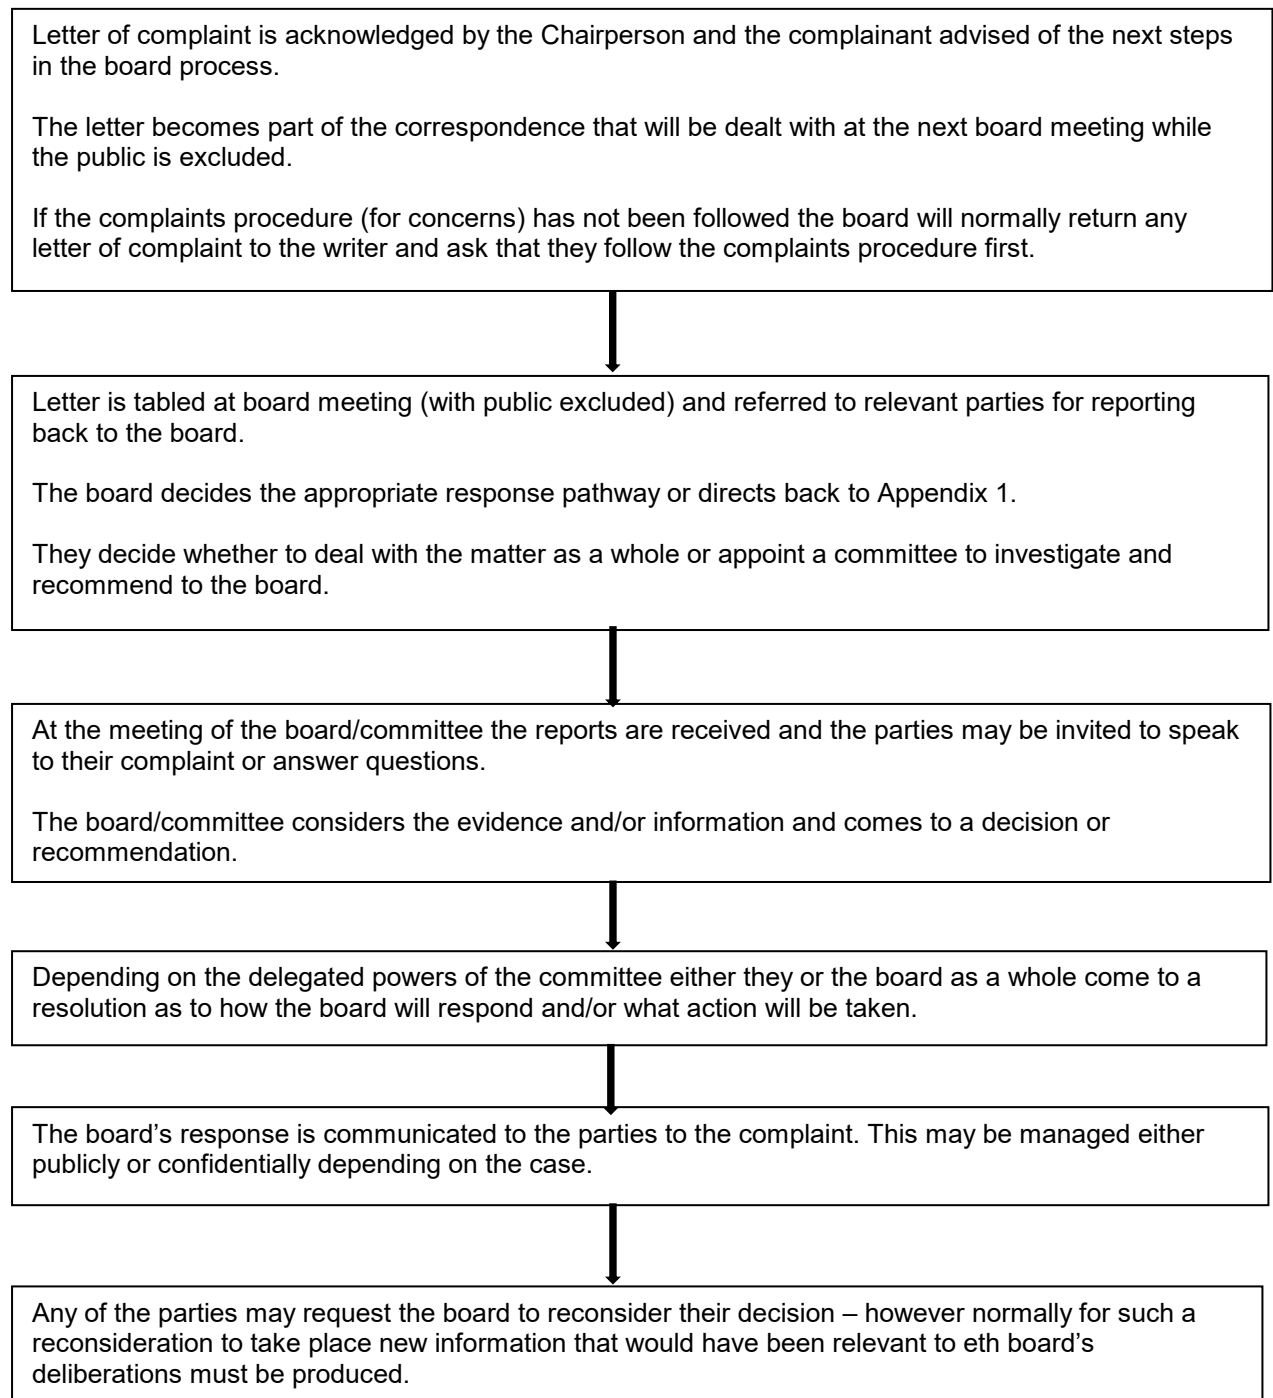 Letter of complaint is acknowledged by the Chairperson and the complainant advised of the next steps
in the board process.
The letter becomes part of the correspondence that will be dealt with at the next board meeting while
the public is excluded.
If the complaints procedure (for concerns) has not been followed the board will normally return any
letter of complaint to the writer and ask that they follow the complaints procedure first.
Letter is tabled at board meeting (with public excluded) and referred to relevant parties for reporting
back to the board.
The board decides the appropriate response pathway or directs back to Appendix 1.
They decide whether to deal with the matter as a whole or appoint a committee to investigate and
recommend to the board.
At the meeting of the board/committee the reports are received and the parties may be invited to speak
to their complaint or answer questions.
The board/committee considers the evidence and/or information and comes to a decision or
recommendation.
Depending on the delegated powers of the committee either they or the board as a whole come to a
resolution as to how the board will respond and/or what action will be taken.
The board’s response is communicated to the parties to the complaint. This may be managed either
publicly or confidentially depending on the case.
Any of the parties may request the board to reconsider their decision – however normally for such a
reconsideration to take place new information that would have been relevant to eth board’s
deliberations must be produced.